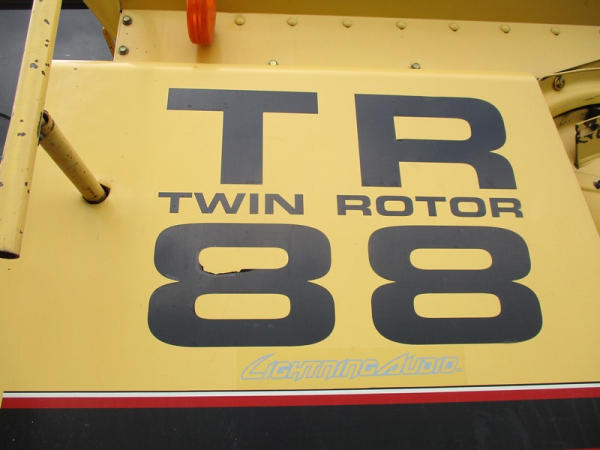 TR
TWIN ROTOR
88
LIGHTNING AUDIO